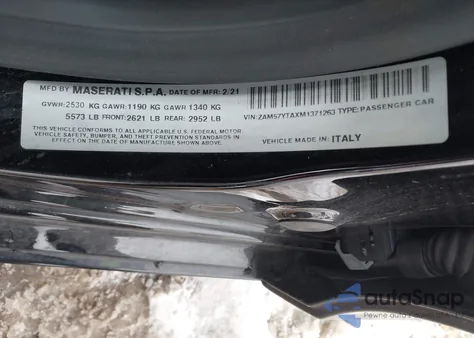 MFD BY MASERATI S.P.A. DATE OF MFR 2/21
GVWR:2530 KG GAWR:1190 KG GAWR 1340 KG
5573 LB FRONT:2621 LB REAR:2952 LB
THIS VEHICLE CONFORMS TO ALL APPLICABLE U.S. FEDERAL MOTOR
VEHICLE SAFETY, BUMPER, AND THEFT PREVENTION STANDARDS IN
EFFECT ON THE DATE OF MANUFACTURE SHOWN ABOVE
VIN:ZAM57YTAXM1371263 TYPE:PASSENGER CAR
VEHICLE MADE IN: ITALY
autoSnap
Pewne auto